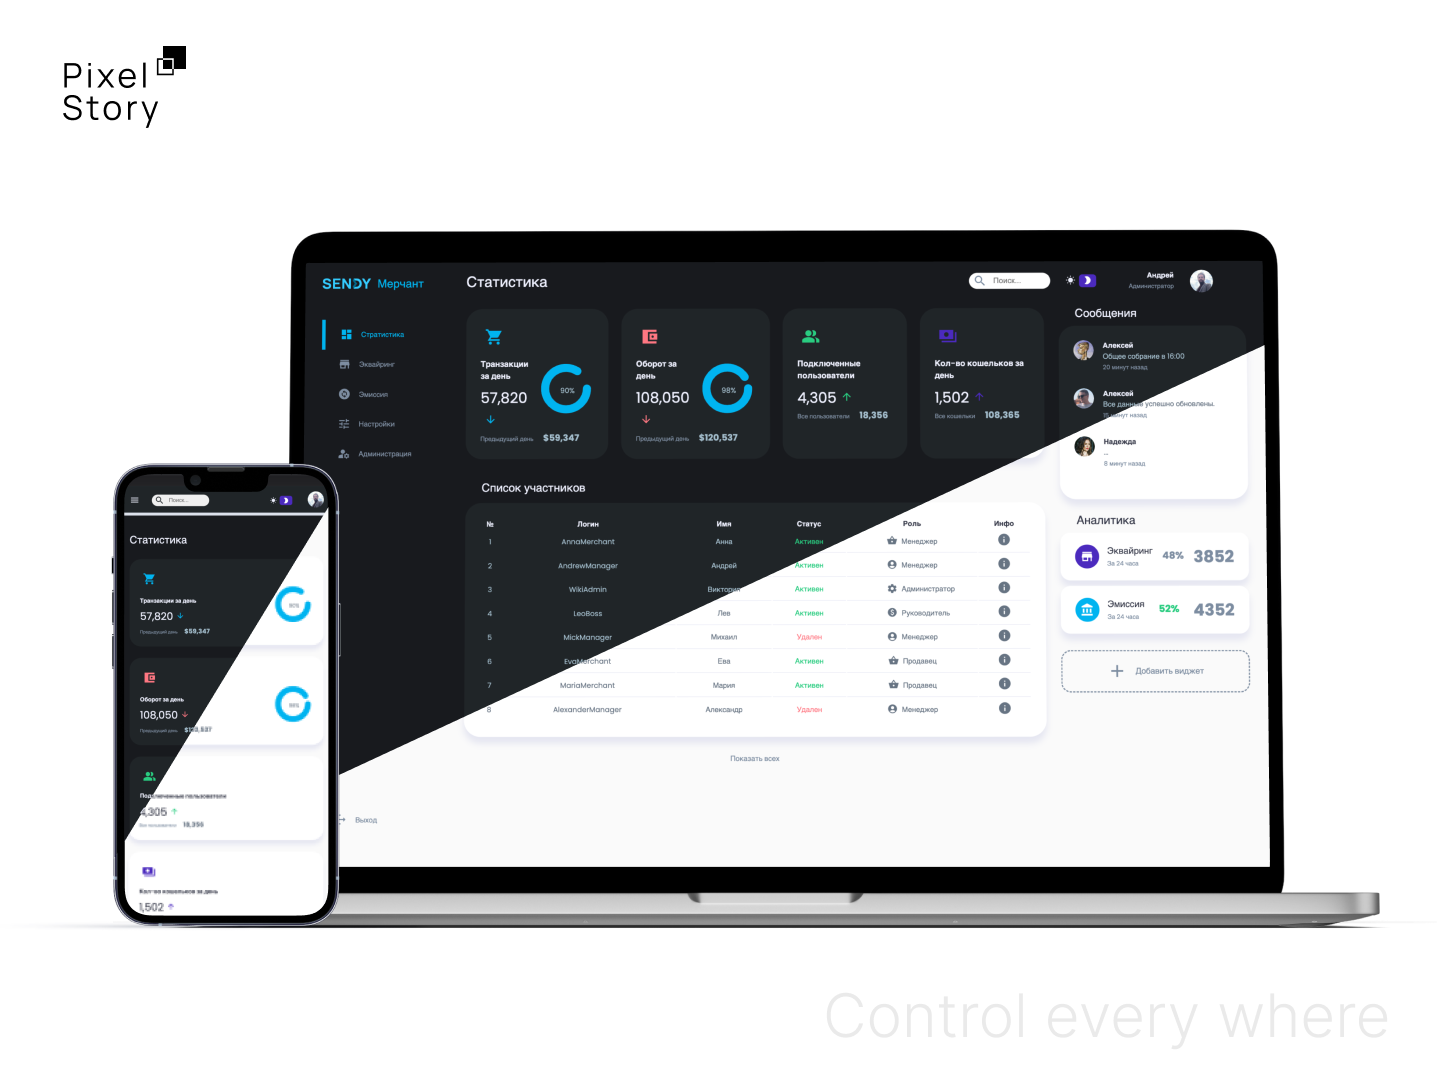 Pixel
Story
SENDY Мерчант
Статистика
Поиск...
Андрей
Администратор
Стратистика
Эквайринг
Эмиссия
Настройки
Администрация
Выход
Транзакции
за день
57,820
90%
Предыдущий день $59,347
Оборот за
день
108,050
98%
Предыдущий день $120,537
Подключенные
пользователи
4,305
Все пользователи 18,356
Кол-во кошельков за
день
1,502
Все кошельки 108,365
Сообщения
Алексей
Общее собрание в 16:00
20 минут назад
Алексей
Все данные успешно обновлены.
минут назад
Надежда
..
8 минут назад
Список участников
№ Логин Имя Статус Роль Инфо
1 AnnaMerchant Анна Активен Менеджер
2 AndrewManager Андрей Активен Менеджер
3 WikiAdmin Виктория Активен Администратор
4 LeoBoss Лев Активен Руководитель
5 MickManager Михаил Удален Менеджер
6 EvaMerchant Ева Активен Продавец
7 MariaMerchant Мария Активен Продавец
8 AlexanderManager Александр Удален Менеджер
Показать всех
Аналитика
Эквайринг 48% 3852
За 24 часа
Эмиссия 52% 4352
За 24 часа
Добавить виджет
Поиск...
Статистика
Транзакции за день
57,820
90%
Предыдущий день $59,347
Оборот за день
108,050
98%
Предыдущий день $120,537
Подключенные пользователи
4,305
Все пользователи 18,356
Кол-во кошельков за день
1,502
Control every where